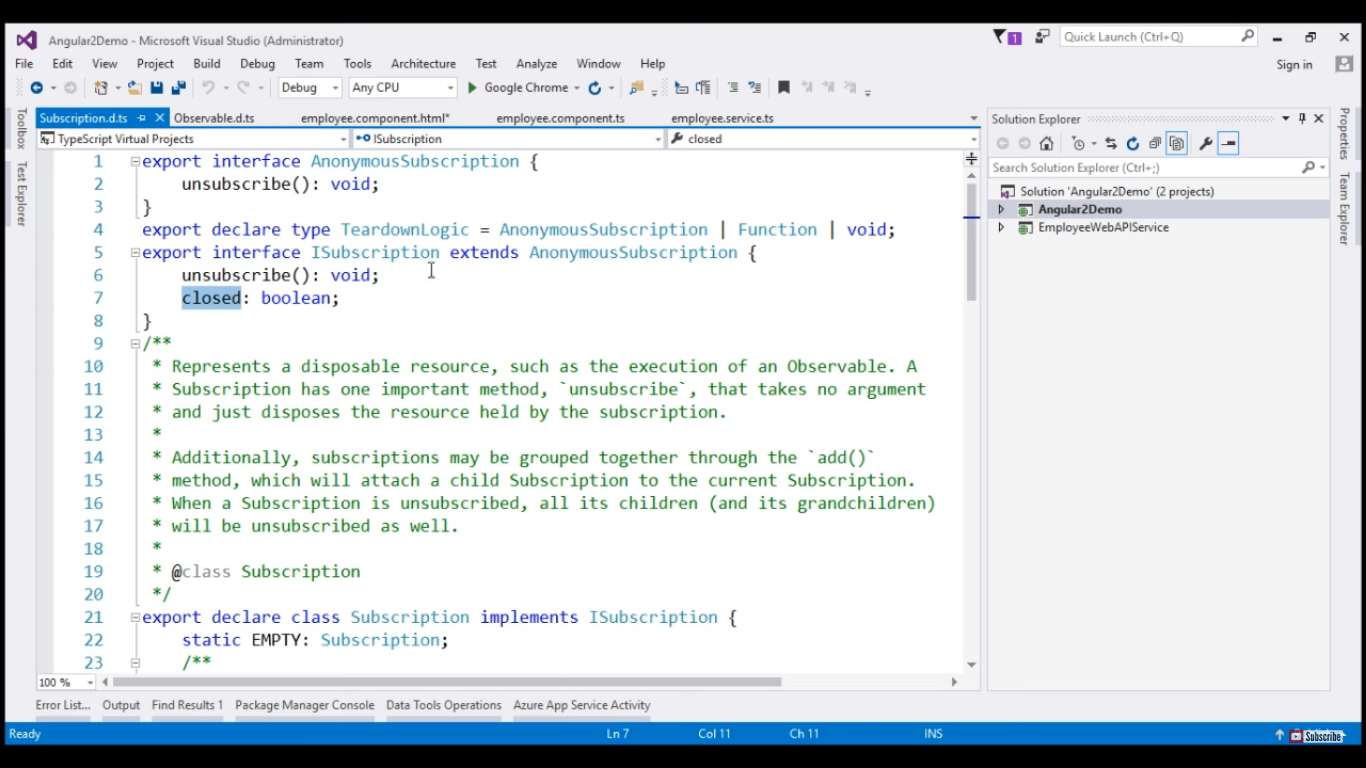 Angular2Demo - Microsoft Visual Studio (Administrator)
1
Quick Launch (Ctrl+Q)
File Edit View Project Build Debug Team Tools Architecture Test Analyze Window Help
Sign in
Debug Any CPU Google Chrome
Toolbox
Test Explorer
Subscription.d.ts Observable.d.ts employee.component.html* employee.component.ts employee.service.ts
TypeScript Virtual Projects ISubscription closed
1 export interface AnonymousSubscription {
2 unsubscribe(): void;
3 }
4 export declare type TeardownLogic = AnonymousSubscription | Function | void;
5 export interface ISubscription extends AnonymousSubscription {
6 unsubscribe(): void;
7 closed: boolean;
8 }
9 /**
10 * Represents a disposable resource, such as the execution of an Observable. A
11 * Subscription has one important method, `unsubscribe`, that takes no argument
12 * and just disposes the resource held by the subscription.
13 *
14 * Additionally, subscriptions may be grouped together through the `add()`
15 * method, which will attach a child Subscription to the current Subscription.
16 * When a Subscription is unsubscribed, all its children (and its grandchildren)
17 * will be unsubscribed as well.
18 *
19 * @class Subscription
20 */
21 export declare class Subscription implements ISubscription {
22 static EMPTY: Subscription;
23 /**
100 %
Solution Explorer
Search Solution Explorer (Ctrl+;)
Solution 'Angular2Demo' (2 projects)
Angular2Demo
EmployeeWebAPIService
Properties
Team Explorer
Error List... Output Find Results 1 Package Manager Console Data Tools Operations Azure App Service Activity
Ready Ln 7 Col 11 Ch 11 INS
Subscribe